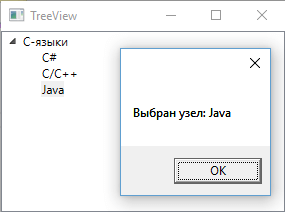 TreeView
С-языки
C#
C/C++
Java
Выбран узел: Java
OK